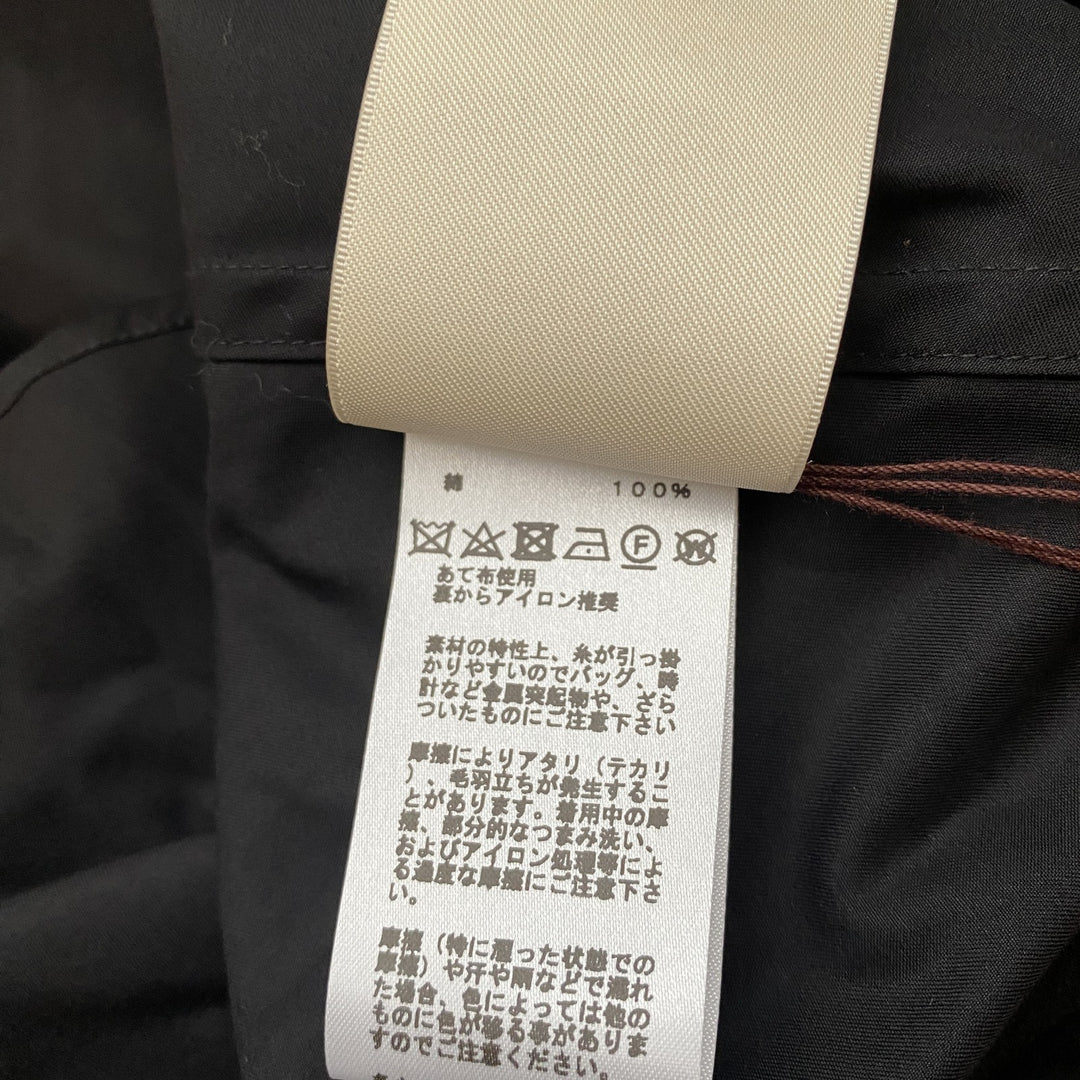 綿 100%
F W
あて布使用
裏からアイロン推奨
素材の特性上、糸が引っ掛
かりやすいのでバッグ、時
計など金属突起物や、ざら
ついたものにご注意下さい
摩擦によりアタリ（テカリ
）、毛羽立ちが発生するこ
とがあります。着用中の摩
擦、部分的なつまみ洗い、
およびアイロン処理等によ
る過度な摩擦にご注意下さ
い。
摩擦（特に濡った状態での
摩擦）や汗や雨などで濡れ
た場合、色によっては他の
ものに色が移る事がありま
すのでご注意ください。